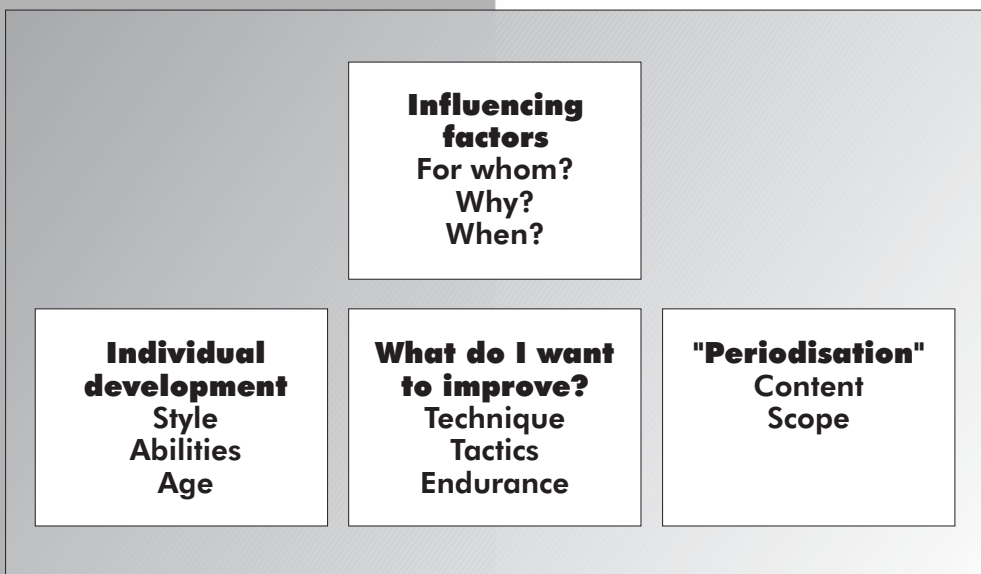 Influencing
factors
For whom?
Why?
When?
Individual
development
Style
Abilities
Age
What do I want
to improve?
Technique
Tactics
Endurance
"Periodisation"
Content
Scope